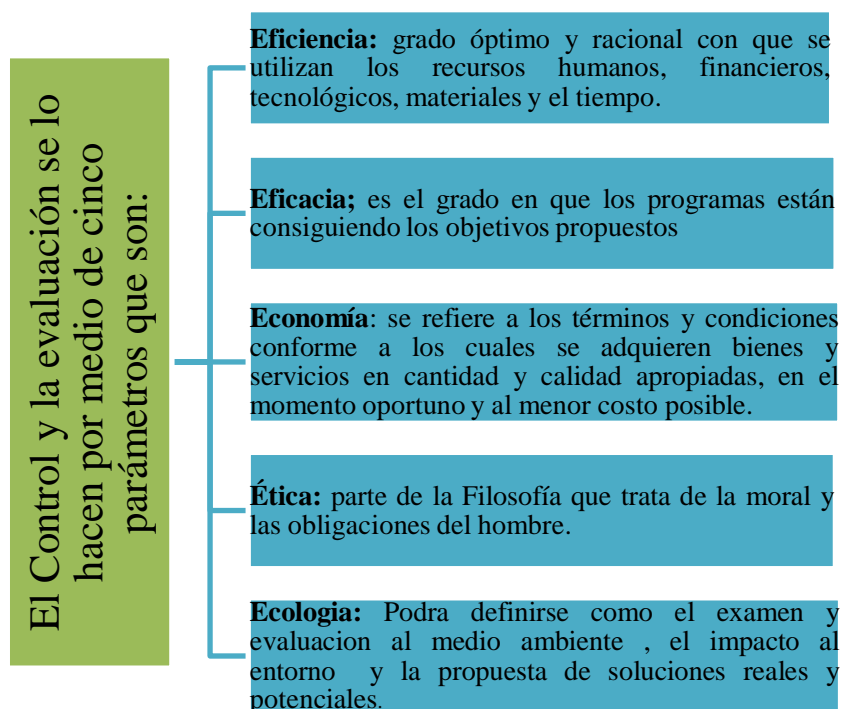 El Control y la evaluación se lo
hacen por medio de cinco
parámetros que son:
Eficiencia: grado óptimo y racional con que se
utilizan los recursos humanos, financieros,
tecnológicos, materiales y el tiempo.
Eficacia; es el grado en que los programas están
consiguiendo los objetivos propuestos
Economía: se refiere a los términos y condiciones
conforme a los cuales se adquieren bienes y
servicios en cantidad y calidad apropiadas, en el
momento oportuno y al menor costo posible.
Ética: parte de la Filosofía que trata de la moral y
las obligaciones del hombre.
Ecologia: Podra definirse como el examen y
evaluacion al medio ambiente , el impacto al
entorno y la propuesta de soluciones reales y
potenciales.